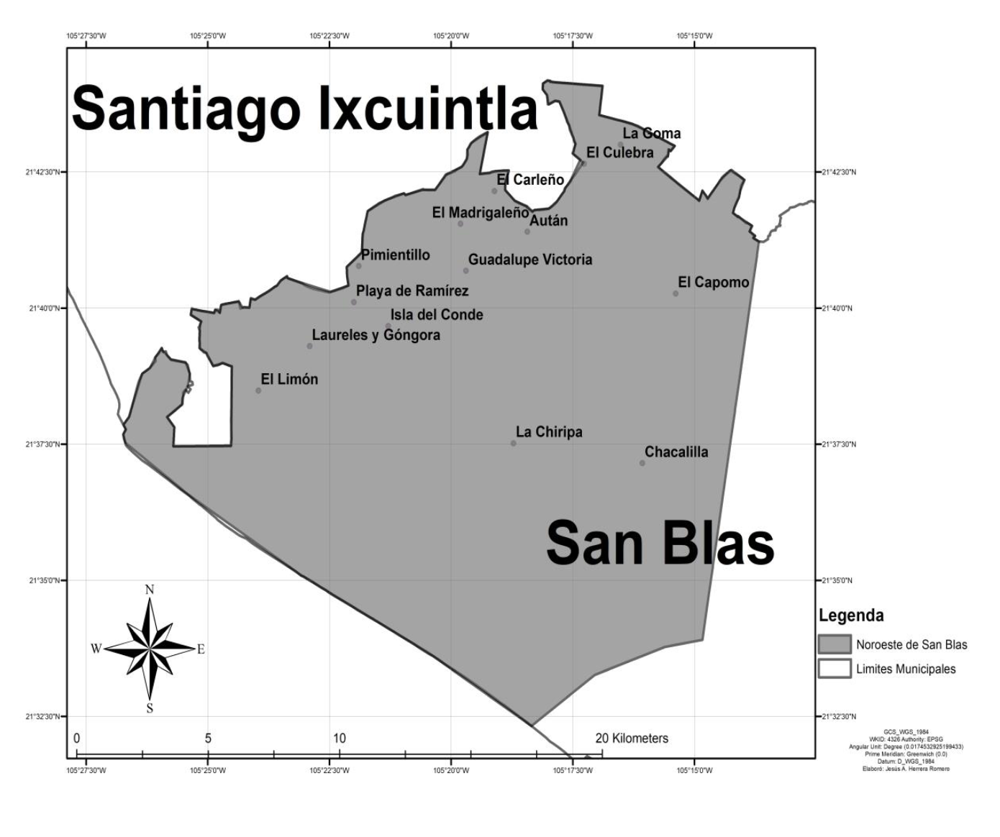 105°27'30"W 105°25'0"W 105°22'30"W 105°20'0"W 105°17'30"W 105°15'0"W
Santiago Ixcuintla
La Goma
El Culebra
21°42'30"N 21°42'30"N
El Carleño
El Madrigaleño
Aután
Pimientillo
Guadalupe Victoria
El Capomo
Playa de Ramírez
21°40'0"N 21°40'0"N
Isla del Conde
Laureles y Góngora
El Limón
La Chiripa
21°37'30"N 21°37'30"N
Chacalilla
San Blas
21°35'0"N 21°35'0"N
N
W E
S
Legenda
Noroeste de San Blas
Limites Municipales
21°32'30"N 21°32'30"N
0 5 10 20 Kilometers
105°27'30"W 105°25'0"W 105°22'30"W 105°20'0"W 105°17'30"W 105°15'0"W
GCS_WGS_1984
WKID: 4326 Authority: EPSG
Angular Unit: Degree (0.0174532925199433)
Prime Meridian: Greenwich (0.0)
Datum: D_WGS_1984
Elaboró: Jesús A. Herrera Romero